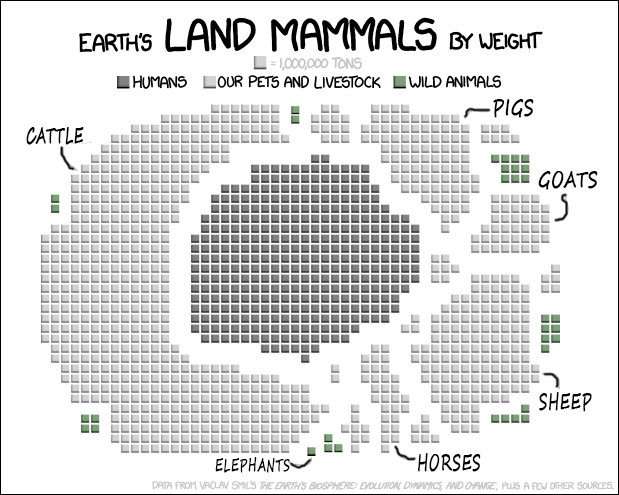 EARTH'S LAND MAMMALS BY WEIGHT
= 1,000,000 TONS
HUMANS OUR PETS AND LIVESTOCK WILD ANIMALS
PIGS
CATTLE
GOATS
SHEEP
ELEPHANTS HORSES
DATA FROM VACLAV SMIL'S THE EARTH'S BIOSPHERE: EVOLUTION, DYNAMICS, AND CHANGE, PLUS A FEW OTHER SOURCES.